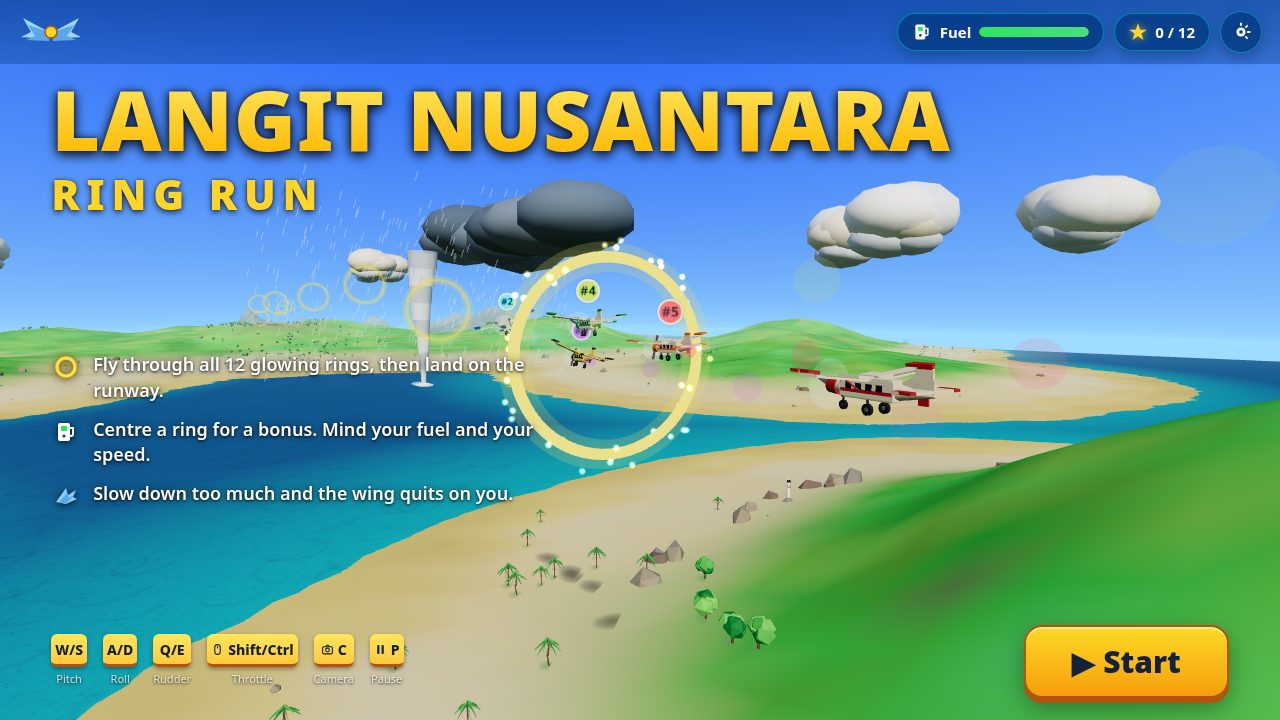 Fuel
0 / 12
LANGIT NUSANTARA
RING RUN
#2
#4
#5
Fly through all 12 glowing rings, then land on the
runway.
Centre a ring for a bonus. Mind your fuel and your
speed.
Slow down too much and the wing quits on you.
W/S
A/D
Q/E
Shift/Ctrl
C
P
Pitch
Roll
Rudder
Throttle
Camera
Pause
Start